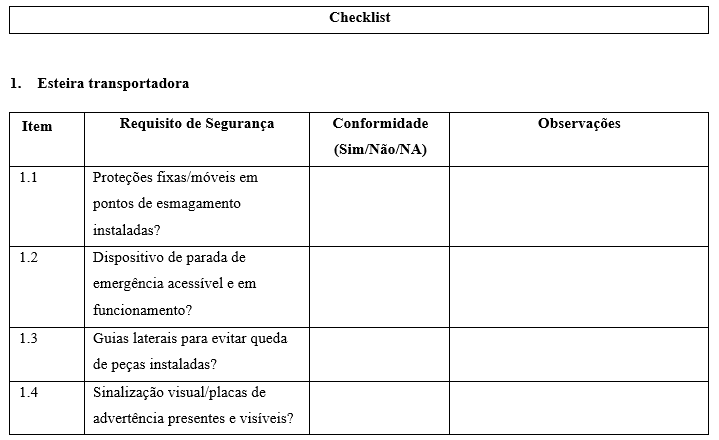 Checklist
1. Esteira transportadora
Item Requisito de Segurança Conformidade (Sim/Não/NA) Observações
1.1 Proteções fixas/móveis em
pontos de esmagamento
instaladas?
1.2 Dispositivo de parada de
emergência acessível e em
funcionamento?
1.3 Guias laterais para evitar queda
de peças instaladas?
1.4 Sinalização visual/placas de
advertência presentes e visíveis?